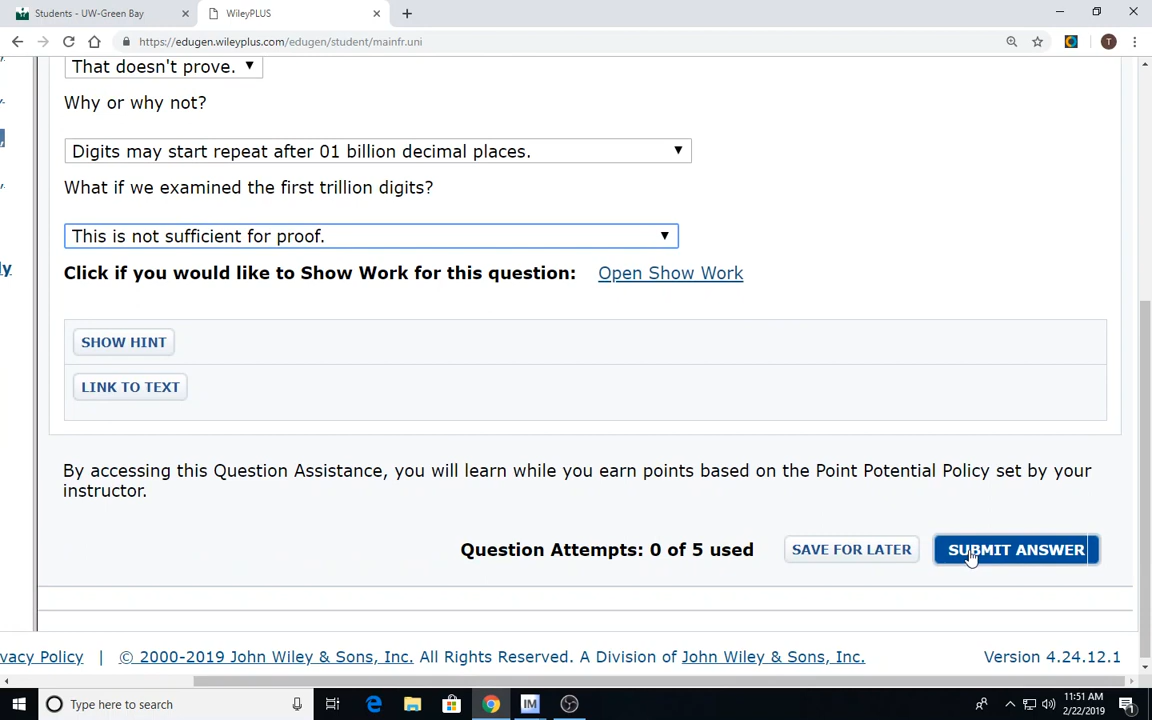 Students - UW-Green Bay
WileyPLUS
https://edugen.wileyplus.com/edugen/student/mainfr.uni
T
That doesn't prove.
Why or why not?
Digits may start repeat after 01 billion decimal places.
What if we examined the first trillion digits?
This is not sufficient for proof.
Click if you would like to Show Work for this question: Open Show Work
SHOW HINT
LINK TO TEXT
By accessing this Question Assistance, you will learn while you earn points based on the Point Potential Policy set by your
instructor.
Question Attempts: 0 of 5 used SAVE FOR LATER SUBMIT ANSWER
ly
vacy Policy | © 2000-2019 John Wiley & Sons, Inc. All Rights Reserved. A Division of John Wiley & Sons, Inc. Version 4.24.12.1
Type here to search
IM
11:51 AM
2/22/2019
1